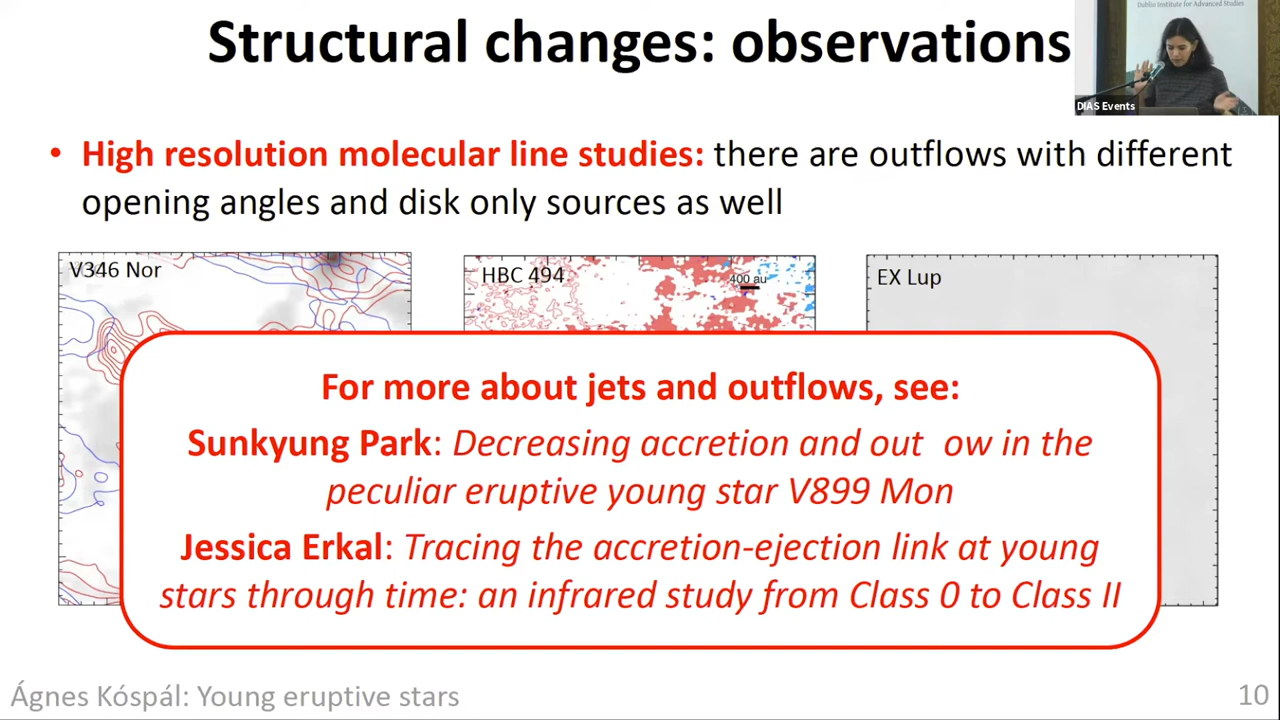 Structural changes: observations
Dublin Institute for Advanced Studies
DIAS Events
• High resolution molecular line studies: there are outflows with different
opening angles and disk only sources as well
V346 Nor
HBC 494
400 au
EX Lup
For more about jets and outflows, see:
Sunkyung Park: Decreasing accretion and out ow in the
peculiar eruptive young star V899 Mon
Jessica Erkal: Tracing the accretion-ejection link at young
stars through time: an infrared study from Class 0 to Class II
Ágnes Kóspál: Young eruptive stars
10